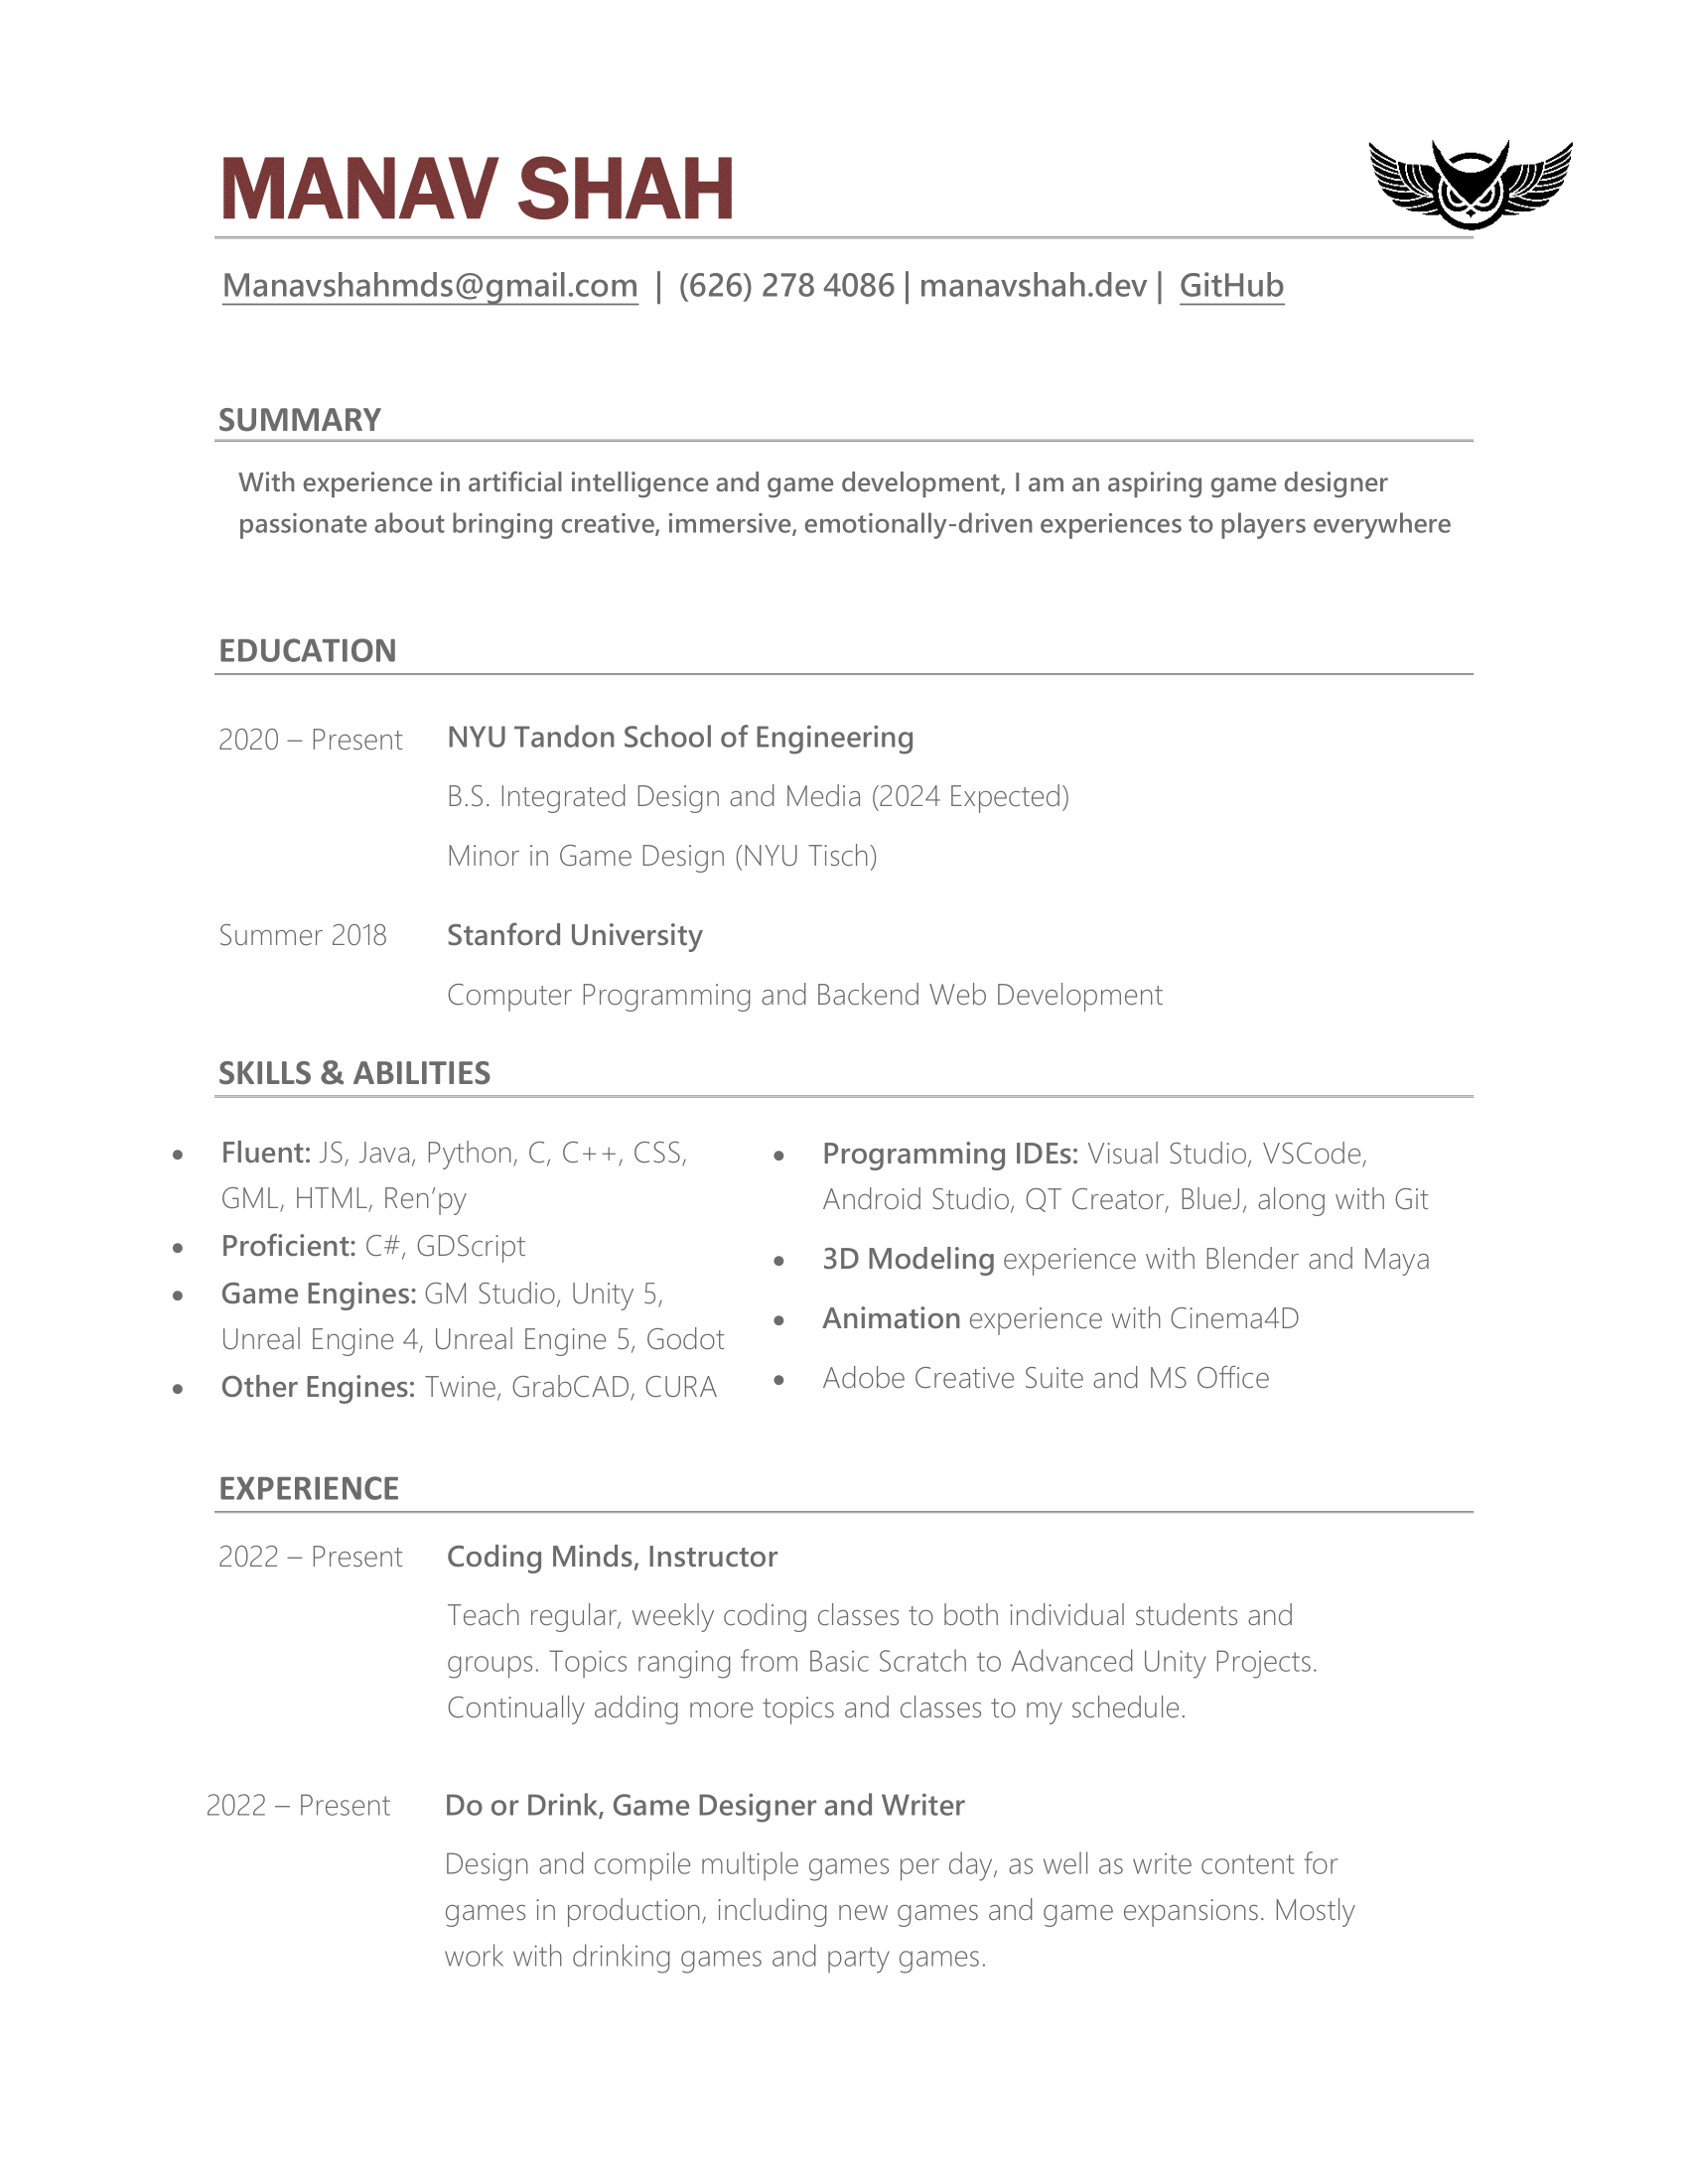 MANAV SHAH
Manavshahmds@gmail.com | (626) 278 4086 | manavshah.dev | GitHub
SUMMARY
With experience in artificial intelligence and game development, I am an aspiring game designer
passionate about bringing creative, immersive, emotionally-driven experiences to players everywhere
EDUCATION
2020 – Present NYU Tandon School of Engineering
B.S. Integrated Design and Media (2024 Expected)
Minor in Game Design (NYU Tisch)
Summer 2018 Stanford University
Computer Programming and Backend Web Development
SKILLS & ABILITIES
• Fluent: JS, Java, Python, C, C++, CSS,
GML, HTML, Ren’py
• Proficient: C#, GDScript
• Game Engines: GM Studio, Unity 5,
Unreal Engine 4, Unreal Engine 5, Godot
• Other Engines: Twine, GrabCAD, CURA
• Programming IDEs: Visual Studio, VSCode,
Android Studio, QT Creator, BlueJ, along with Git
• 3D Modeling experience with Blender and Maya
• Animation experience with Cinema4D
• Adobe Creative Suite and MS Office
EXPERIENCE
2022 – Present Coding Minds, Instructor
Teach regular, weekly coding classes to both individual students and
groups. Topics ranging from Basic Scratch to Advanced Unity Projects.
Continually adding more topics and classes to my schedule.
2022 – Present Do or Drink, Game Designer and Writer
Design and compile multiple games per day, as well as write content for
games in production, including new games and game expansions. Mostly
work with drinking games and party games.